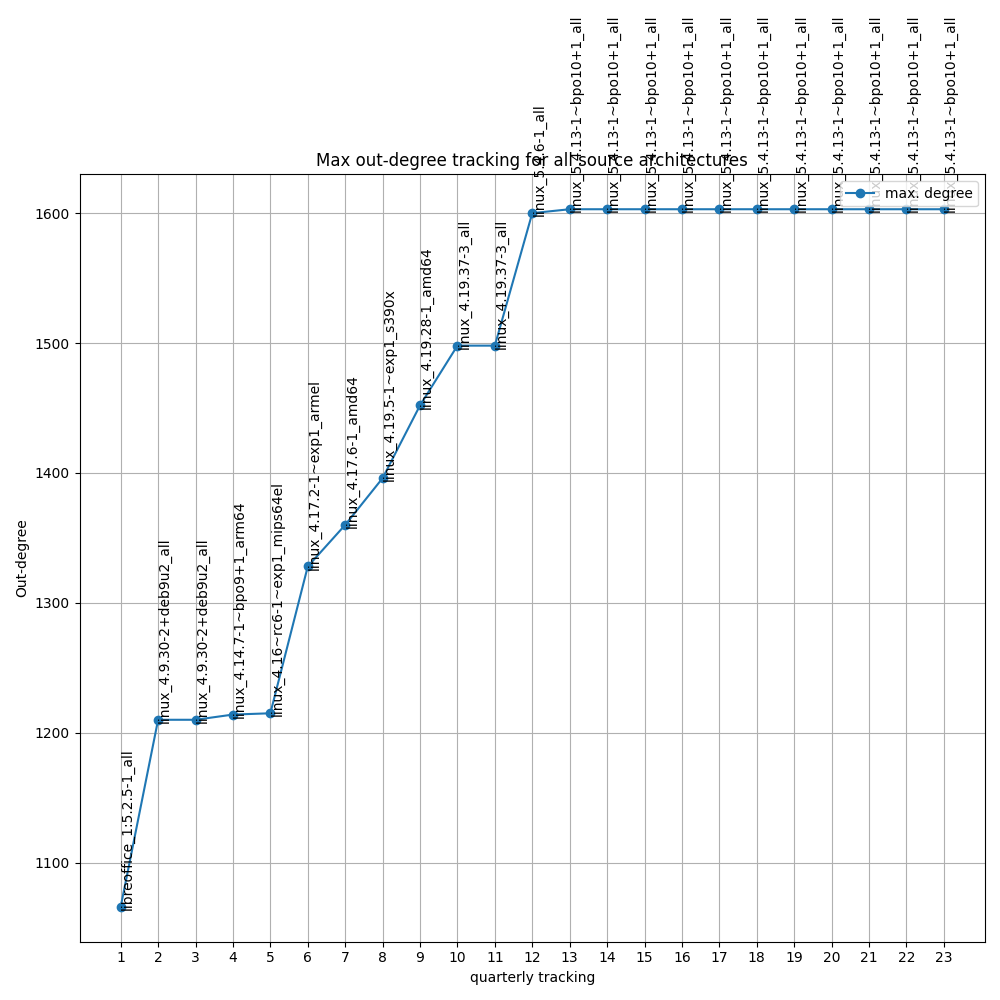 Max out-degree tracking for all source architectures
max. degree
Out-degree
1600
1500
1400
1300
1200
1100
libreoffice_1:5.2.5-1_all
linux_4.9.30-2+deb9u2_all
linux_4.9.30-2+deb9u2_all
linux_4.14.7-1~bpo9+1_arm64
linux_4.16~rc6-1~exp1_mips64el
linux_4.17.2-1~exp1_armel
linux_4.17.6-1_amd64
linux_4.19.5-1~exp1_s390x
linux_4.19.28-1_amd64
linux_4.19.37-3_all
linux_4.19.37-3_all
linux_5.3.6-1_all
linux_5.4.13-1~bpo10+1_all
linux_5.4.13-1~bpo10+1_all
linux_5.4.13-1~bpo10+1_all
linux_5.4.13-1~bpo10+1_all
linux_5.4.13-1~bpo10+1_all
linux_5.4.13-1~bpo10+1_all
linux_5.4.13-1~bpo10+1_all
linux_5.4.13-1~bpo10+1_all
linux_5.4.13-1~bpo10+1_all
linux_5.4.13-1~bpo10+1_all
linux_5.4.13-1~bpo10+1_all
1 2 3 4 5 6 7 8 9 10 11 12 13 14 15 16 17 18 19 20 21 22 23
quarterly tracking